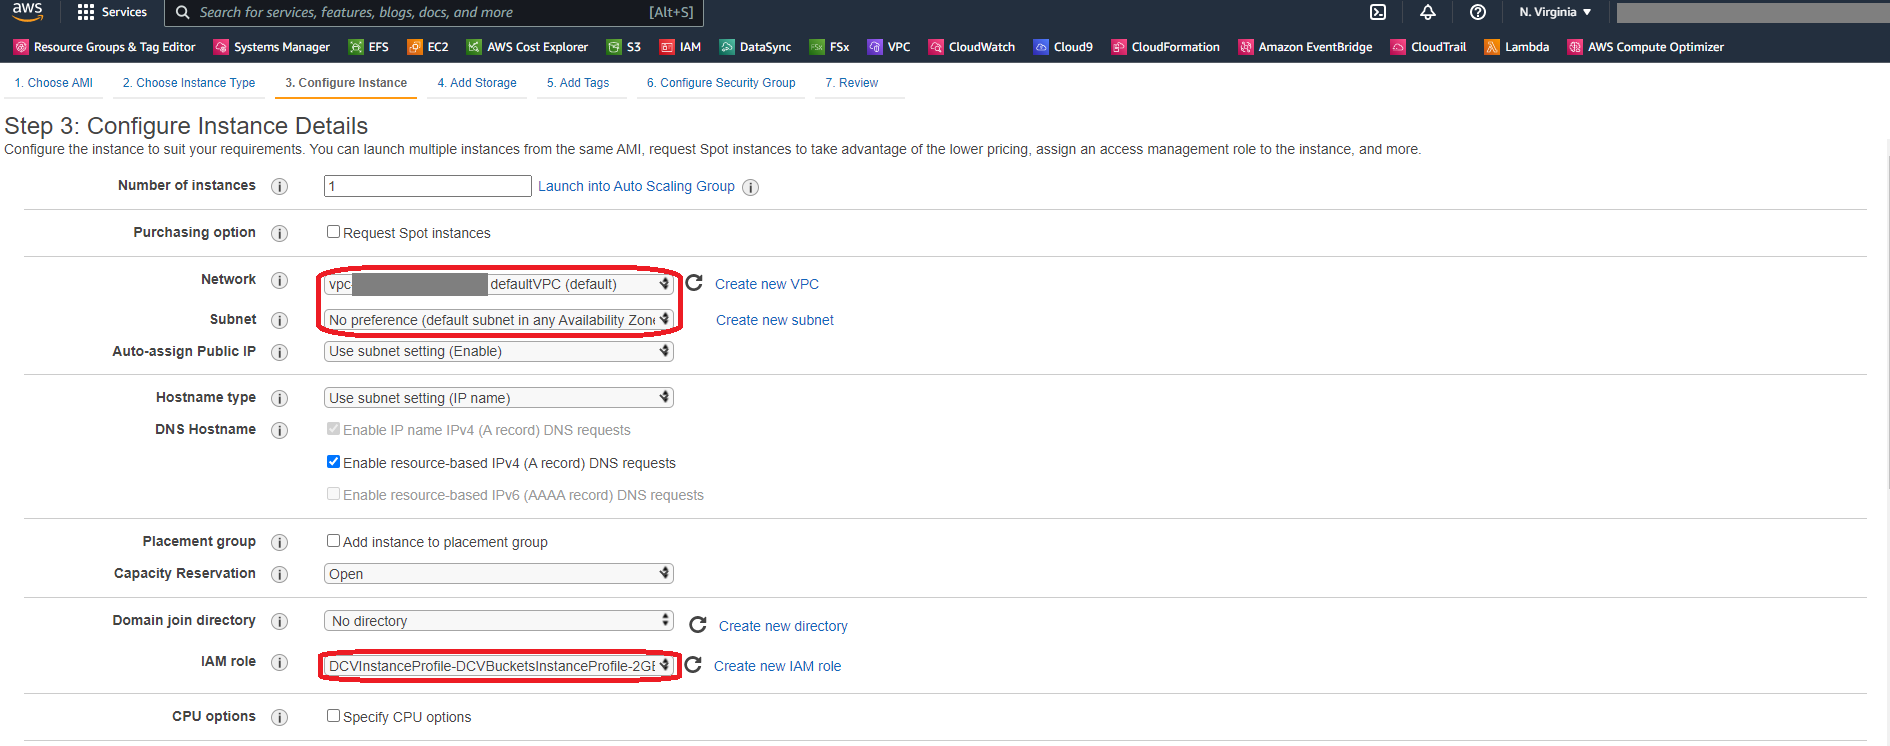 aws Services Search for services, features, blogs, docs, and more [Alt+S] N. Virginia
Resource Groups & Tag Editor Systems Manager EFS EC2 AWS Cost Explorer S3 IAM DataSync FSx VPC CloudWatch Cloud9 CloudFormation Amazon EventBridge CloudTrail Lambda AWS Compute Optimizer
1. Choose AMI 2. Choose Instance Type 3. Configure Instance 4. Add Storage 5. Add Tags 6. Configure Security Group 7. Review
Step 3: Configure Instance Details
Configure the instance to suit your requirements. You can launch multiple instances from the same AMI, request Spot instances to take advantage of the lower pricing, assign an access management role to the instance, and more.
Number of instances 1 Launch into Auto Scaling Group
Purchasing option Request Spot instances
Network vpc defaultVPC (default) Create new VPC
Subnet No preference (default subnet in any Availability Zone Create new subnet
Auto-assign Public IP Use subnet setting (Enable)
Hostname type Use subnet setting (IP name)
DNS Hostname Enable IP name IPv4 (A record) DNS requests
Enable resource-based IPv4 (A record) DNS requests
Enable resource-based IPv6 (AAAA record) DNS requests
Placement group Add instance to placement group
Capacity Reservation Open
Domain join directory No directory Create new directory
IAM role DCVInstanceProfile-DCVBucketsInstanceProfile-2GE Create new IAM role
CPU options Specify CPU options